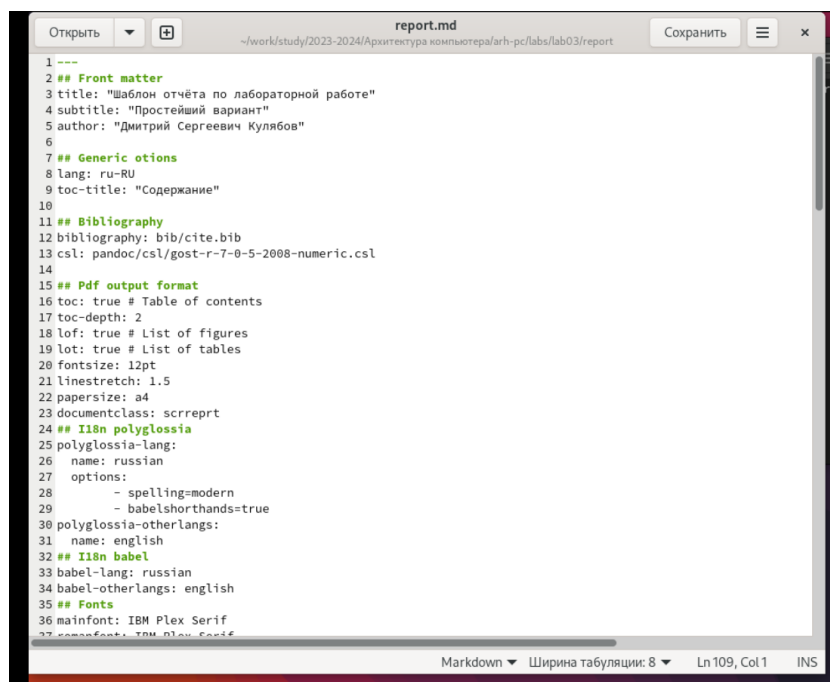 Открыть
report.md
~/work/study/2023-2024/Архитектура компьютера/arh-pc/labs/lab03/report
Сохранить
1 ---
2 ## Front matter
3 title: "Шаблон отчёта по лабораторной работе"
4 subtitle: "Простейший вариант"
5 author: "Дмитрий Сергеевич Кулябов"
6
7 ## Generic otions
8 lang: ru-RU
9 toc-title: "Содержание"
10
11 ## Bibliography
12 bibliography: bib/cite.bib
13 csl: pandoc/csl/gost-r-7-0-5-2008-numeric.csl
14
15 ## Pdf output format
16 toc: true # Table of contents
17 toc-depth: 2
18 lof: true # List of figures
19 lot: true # List of tables
20 fontsize: 12pt
21 linestretch: 1.5
22 papersize: a4
23 documentclass: scrreprt
24 ## I18n polyglossia
25 polyglossia-lang:
26   name: russian
27   options:
28         - spelling=modern
29         - babelshorthands=true
30 polyglossia-otherlangs:
31   name: english
32 ## I18n babel
33 babel-lang: russian
34 babel-otherlangs: english
35 ## Fonts
36 mainfont: IBM Plex Serif
37 romanfont: IBM Plex Serif
Markdown Ширина табуляции: 8 Ln 109, Col 1 INS